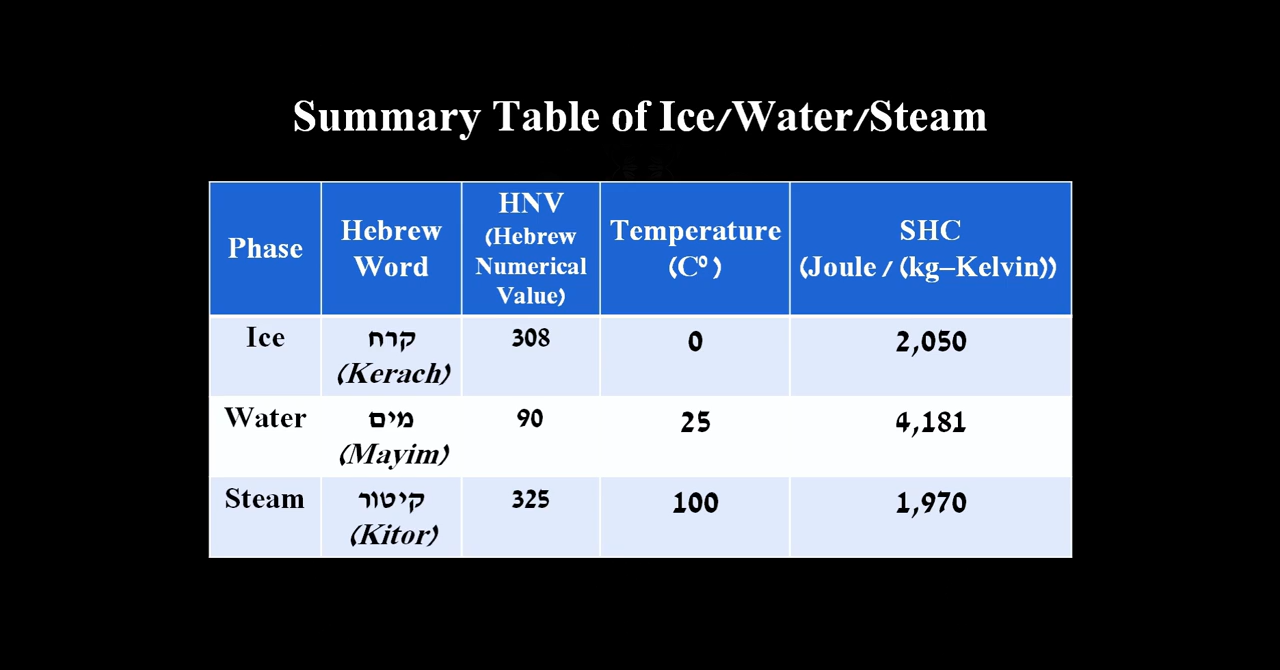 Summary Table of Ice/Water/Steam
Phase
Hebrew
Word
HNV
(Hebrew
Numerical
Value)
Temperature
(C⁰)
SHC
(Joule / (kg–Kelvin))
Ice
קרח
(Kerach)
308
0
2,050
Water
מים
(Mayim)
90
25
4,181
Steam
קיטור
(Kitor)
325
100
1,970